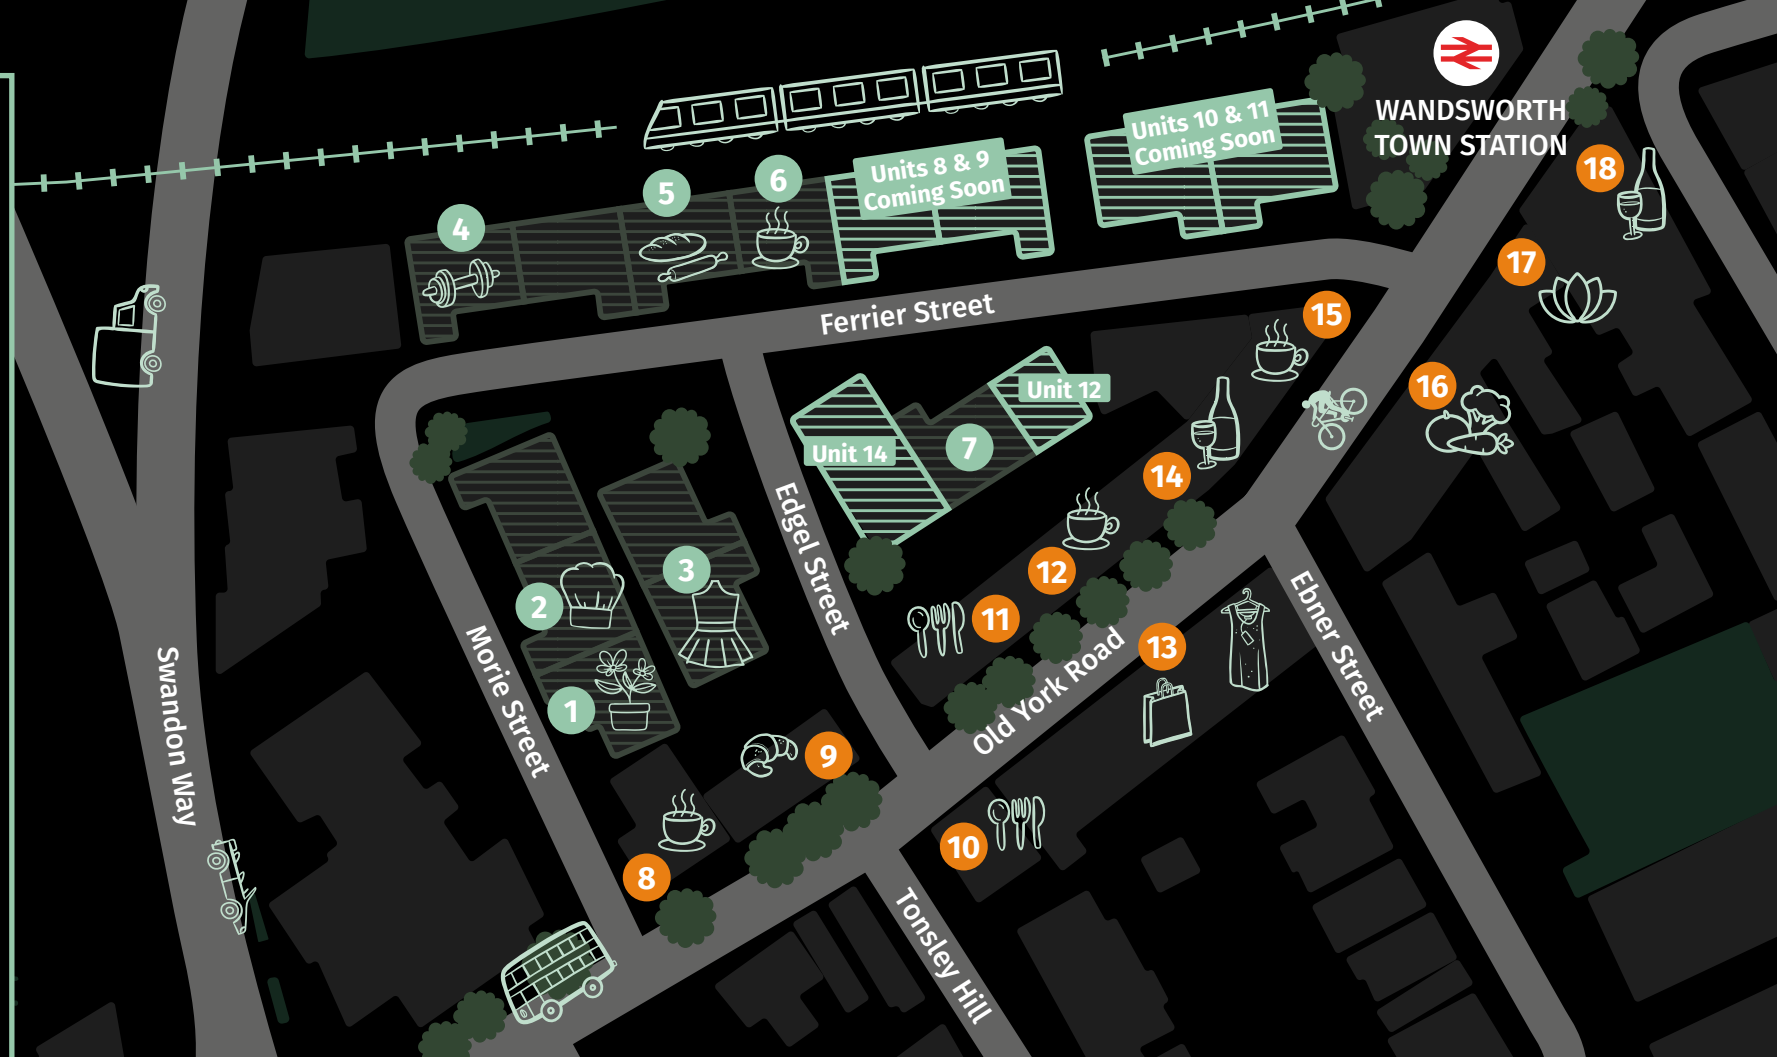 WANDSWORTH
TOWN STATION
Units 10 & 11
Coming Soon
Units 8 & 9
Coming Soon
18
6
5
4
17
Ferrier Street
15
16
Unit 12
7
Unit 14
14
Edgel Street
12
3
2
11
13
Ebner Street
Old York Road
Morie Street
1
Swandon Way
9
10
8
Tonsley Hill